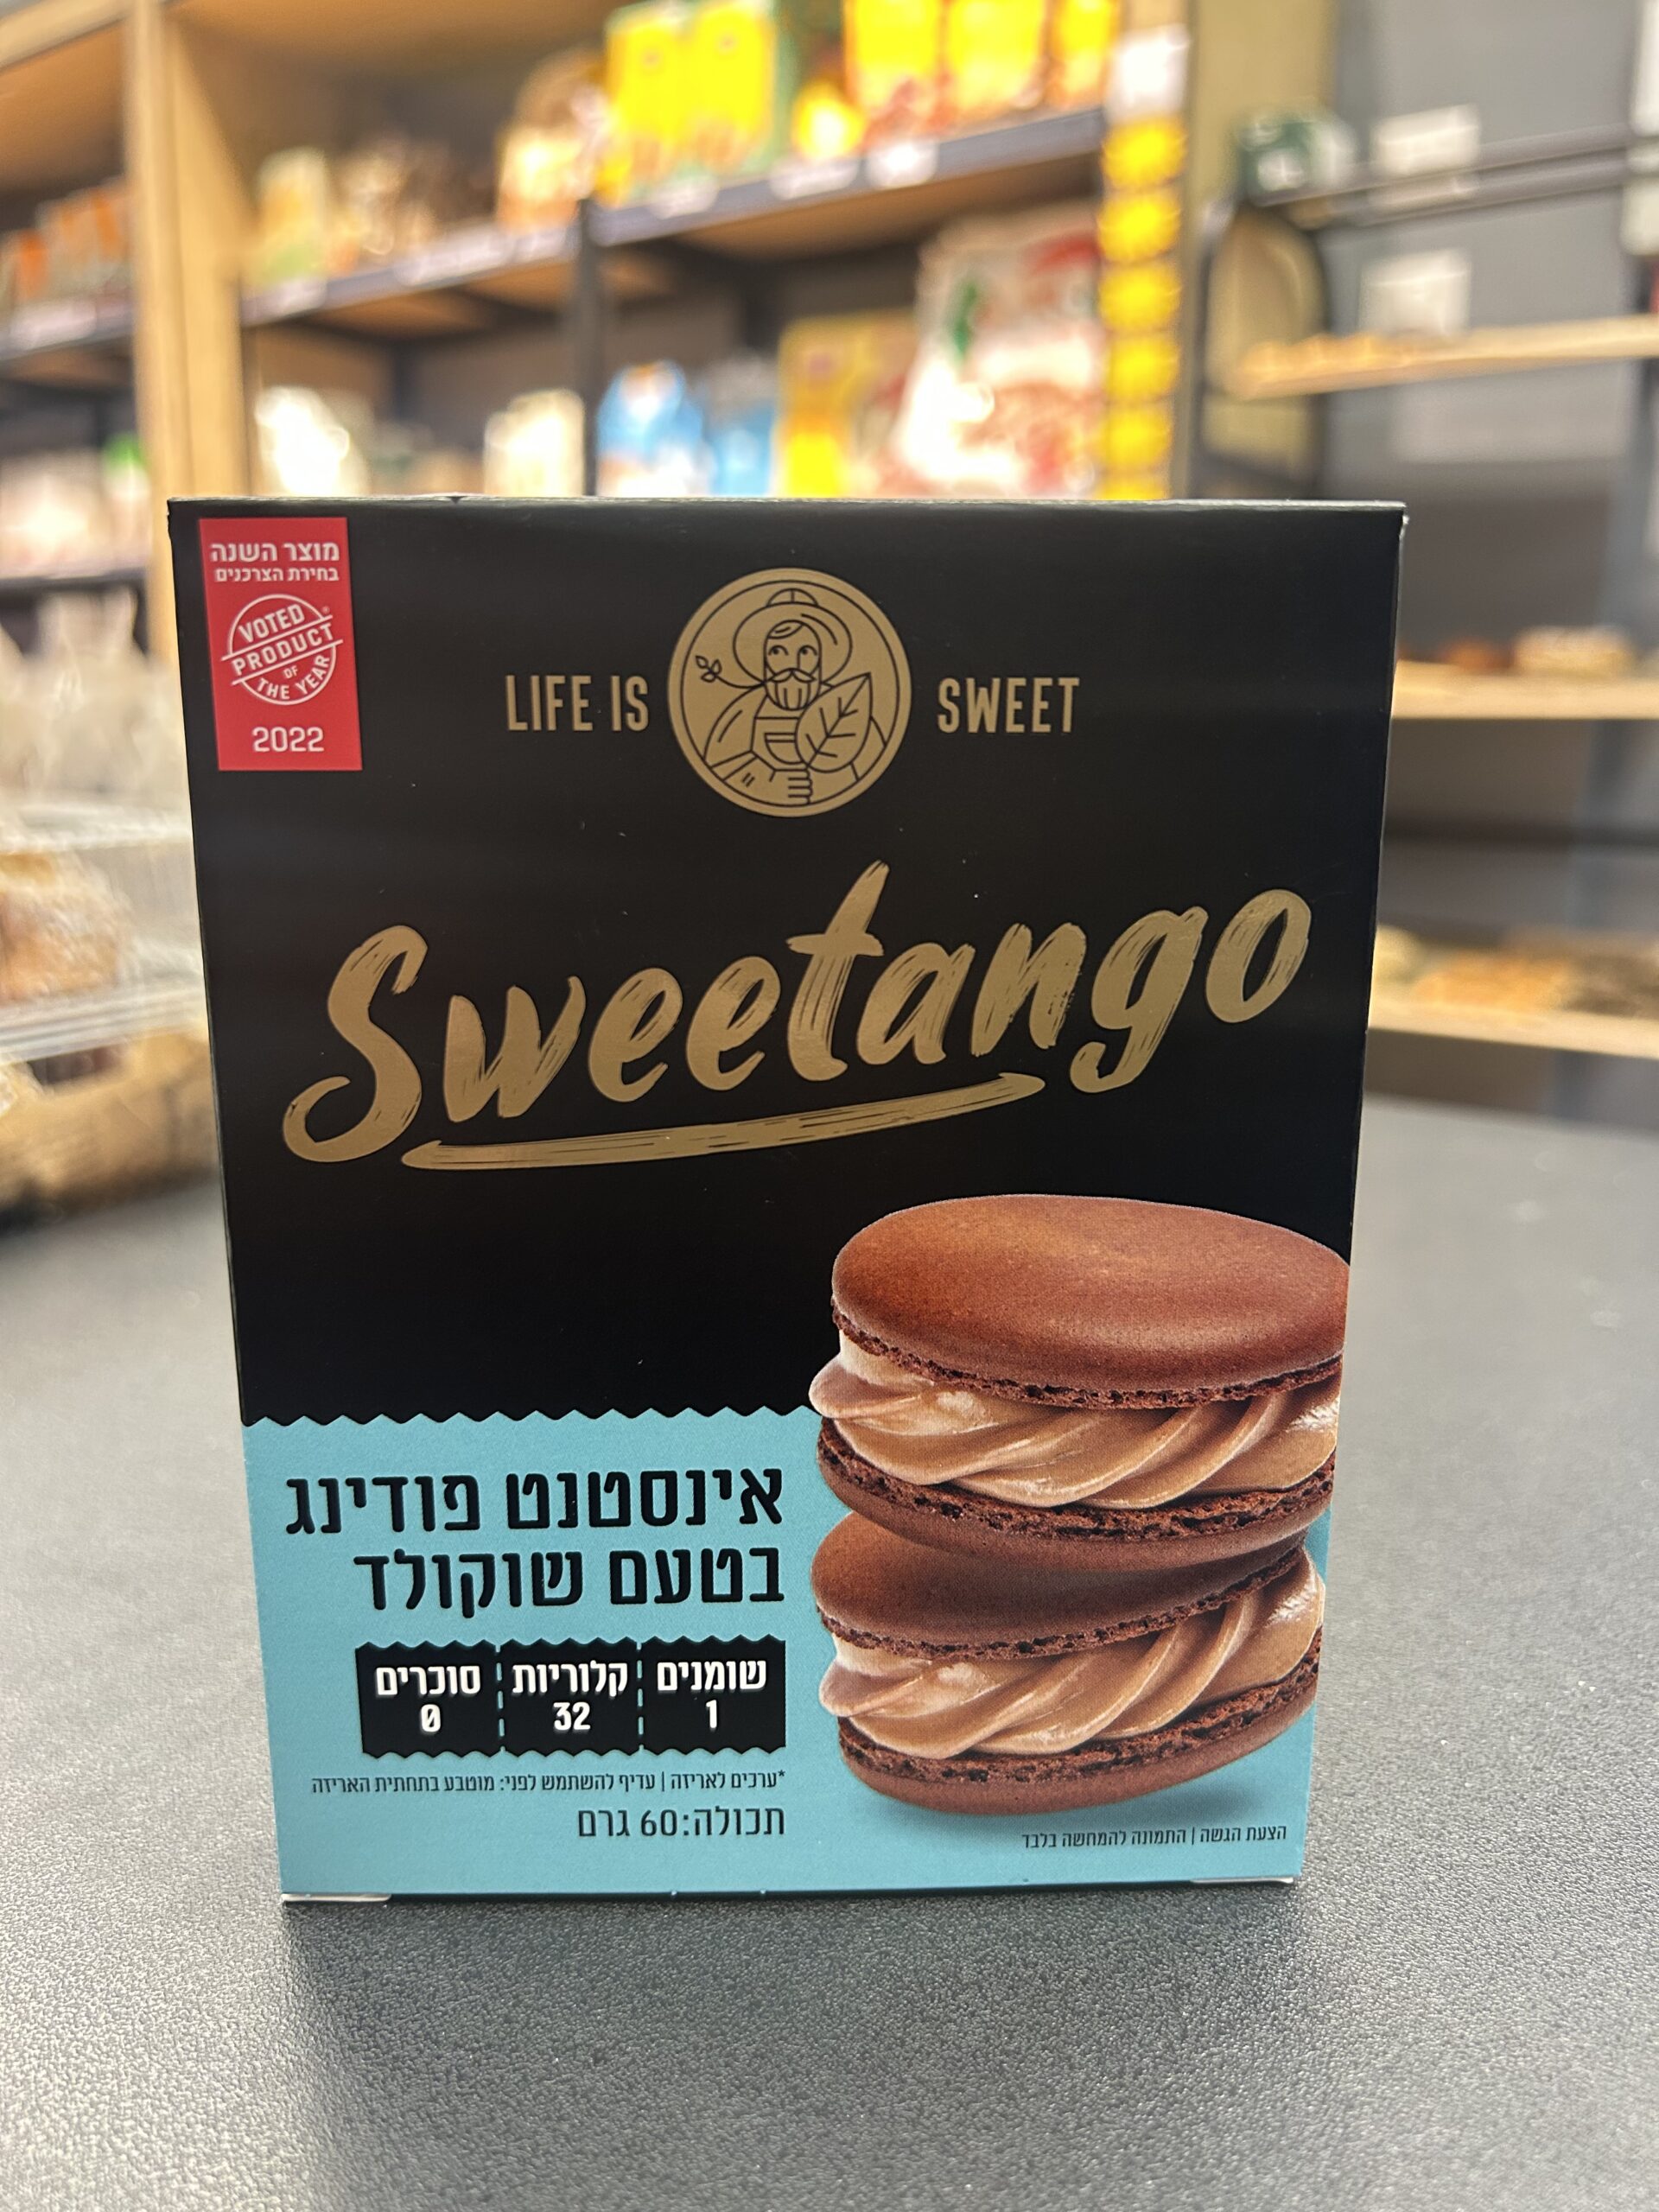 מוצר השנה
בחירת הצרכנים
VOTED
PRODUCT
OF
THE YEAR
2022
LIFE IS SWEET
Sweetango
אינסטנט פודינג
בטעם שוקולד
שומנים קלוריות סוכרים
1 32 0
*ערכים לאריזה | עדיף להשתמש לפני: מוטבע בתחתית האריזה
תכולה: 60 גרם
הצעת הגשה | התמונה להמחשה בלבד